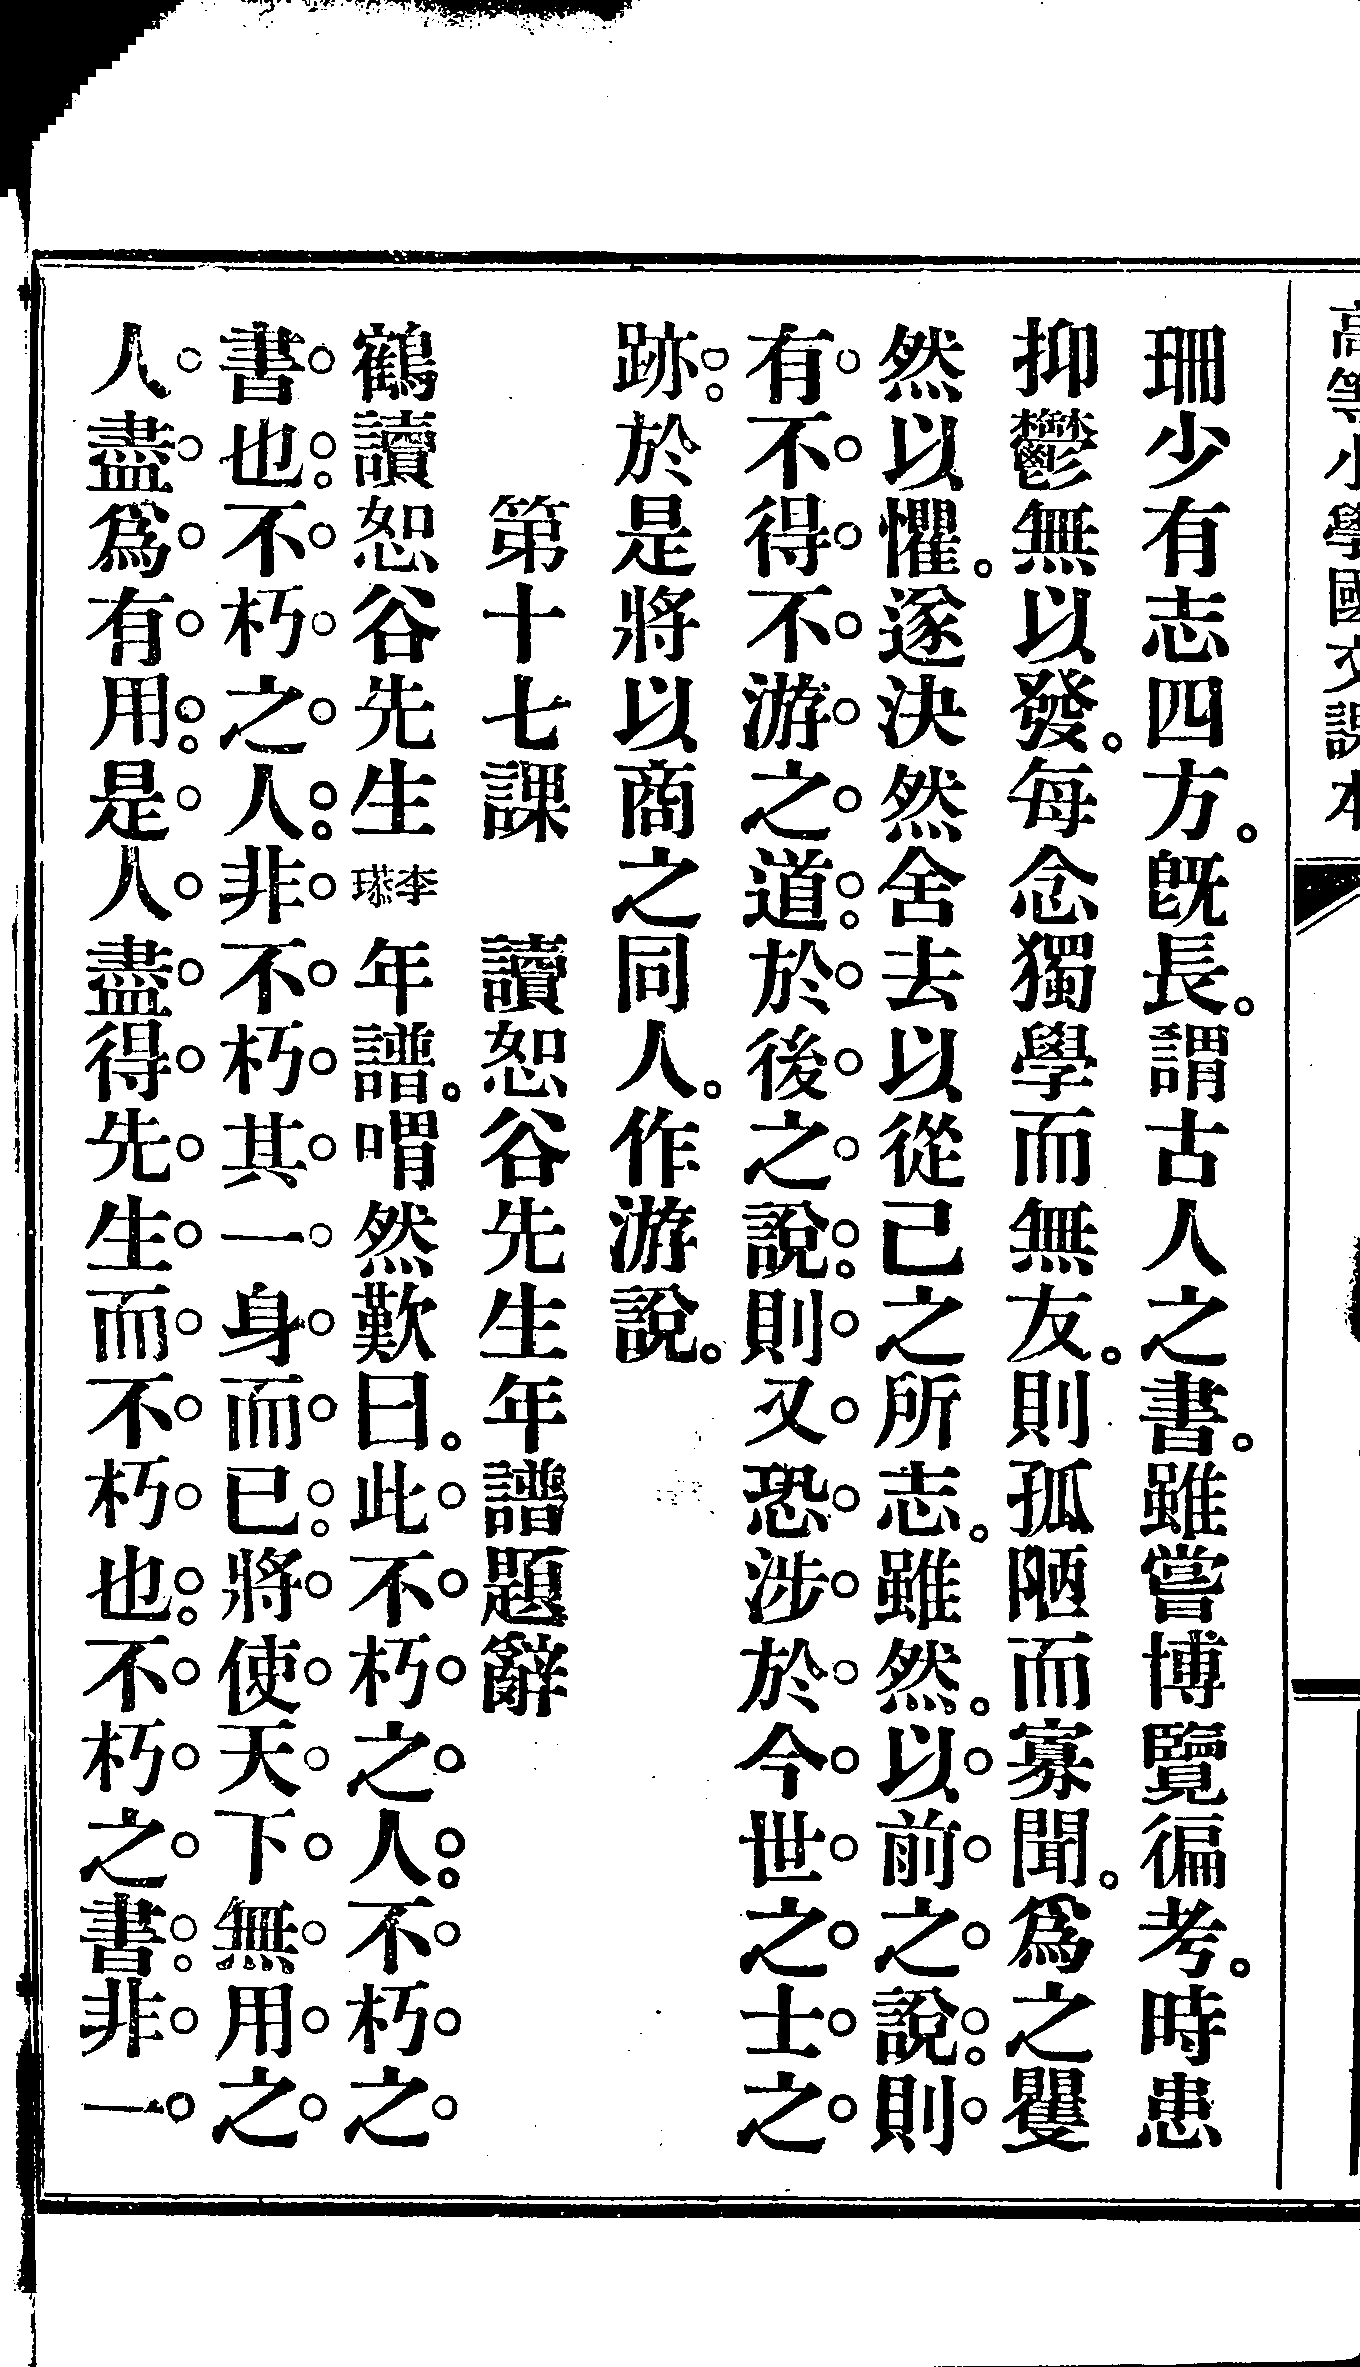 高等小學國文課本
珊少有志四方。旣長。謂古人之書。雖嘗博覽徧考。時患
抑鬱無以發。每念獨學而無友。則孤陋而寡聞。爲之矍
然以懼。遂決然舍去以從己之所志。雖然。以前之說。則
有不得不游之道。於後之說。則又恐涉於今世之士之
跡。於是將以商之同人。作游說。
第十七課　讀恕谷先生年譜題辭
鶴讀恕谷先生李塨年譜。喟然歎曰。此不朽之人。不朽之
書也。不朽之人。非不朽其一身而已。將使天下無用之
人盡爲有用。是人盡得先生而不朽也。不朽之書。非一